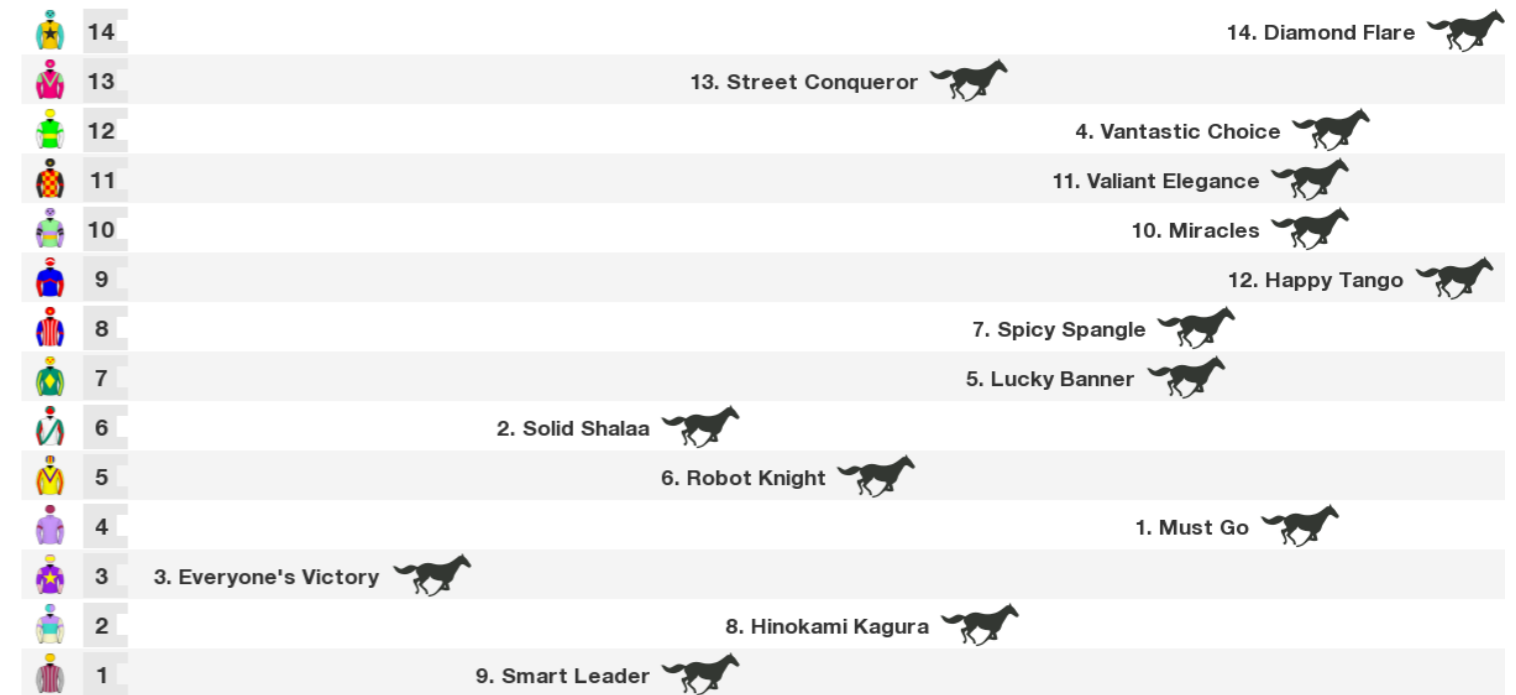 14 14. Diamond Flare
13 13. Street Conqueror
12 4. Vantastic Choice
11 11. Valiant Elegance
10 10. Miracles
9 12. Happy Tango
8 7. Spicy Spangle
7 5. Lucky Banner
6 2. Solid Shalaa
5 6. Robot Knight
4 1. Must Go
3 3. Everyone's Victory
2 8. Hinokami Kagura
1 9. Smart Leader